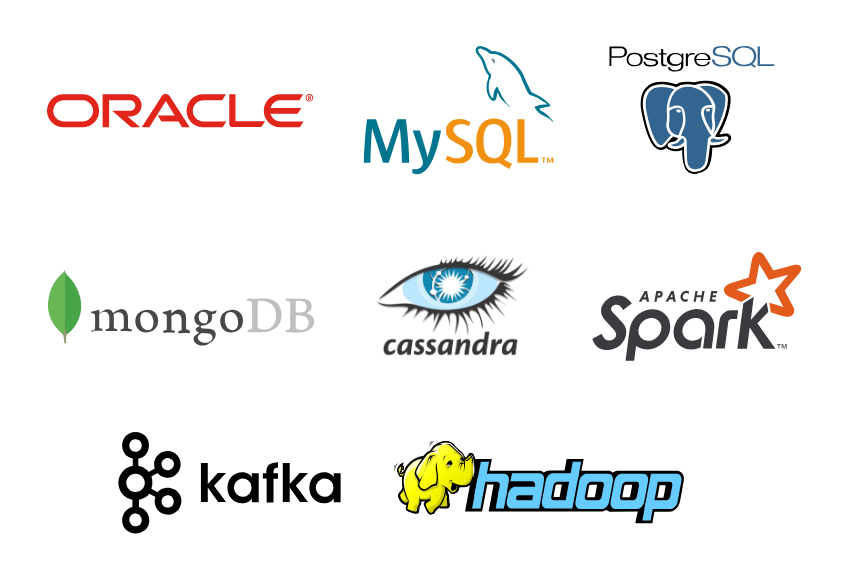 ORACLE®
MySQL™
PostgreSQL
mongoDB
cassandra
APACHE
Spark™
kafka
hadoop